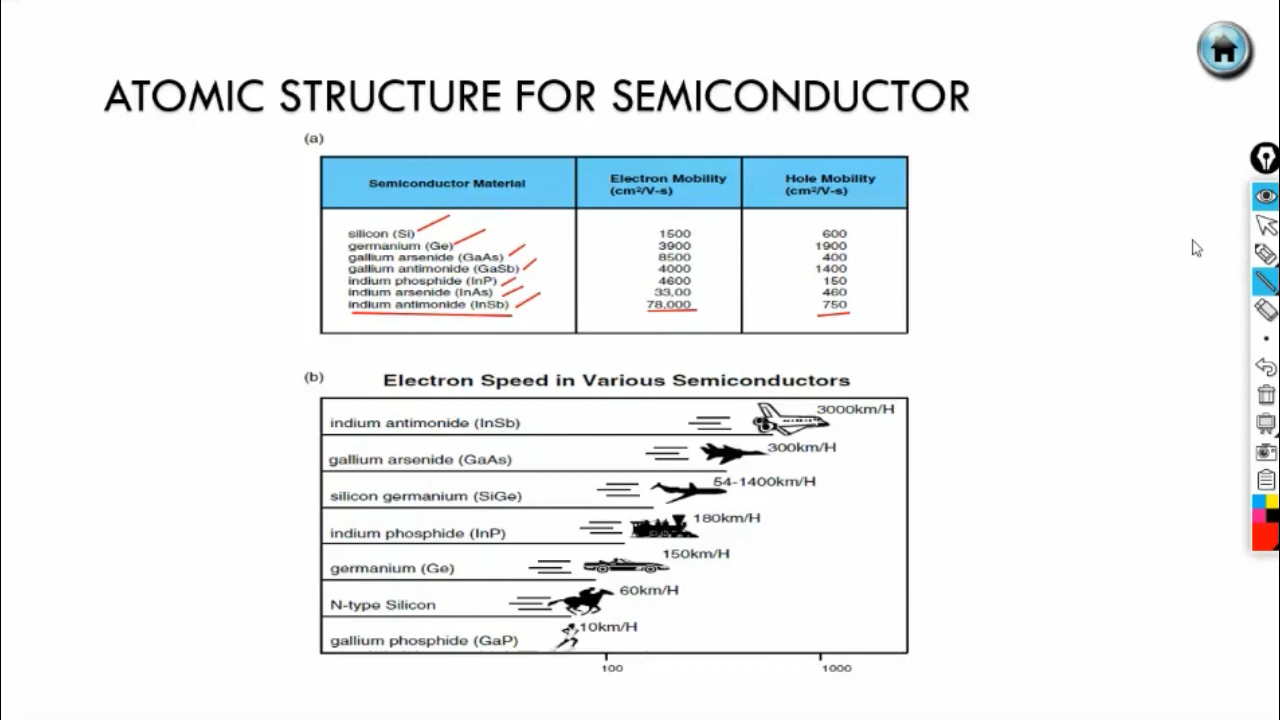 ATOMIC STRUCTURE FOR SEMICONDUCTOR
(a)
Semiconductor Material Electron Mobility (cm²/V-s) Hole Mobility (cm²/V-s)
silicon (Si) 1500 600
germanium (Ge) 3900 1900
gallium arsenide (GaAs) 8500 400
gallium antimonide (GaSb) 4000 1400
indium phosphide (InP) 4600 150
indium arsenide (InAs) 33,00 460
indium antimonide (InSb) 78,000 750
(b) Electron Speed in Various Semiconductors
indium antimonide (InSb) 3000km/H
gallium arsenide (GaAs) 300km/H
silicon germanium (SiGe) 54-1400km/H
indium phosphide (InP) 180km/H
germanium (Ge) 150km/H
N-type Silicon 60km/H
gallium phosphide (GaP) 10km/H
100 1000